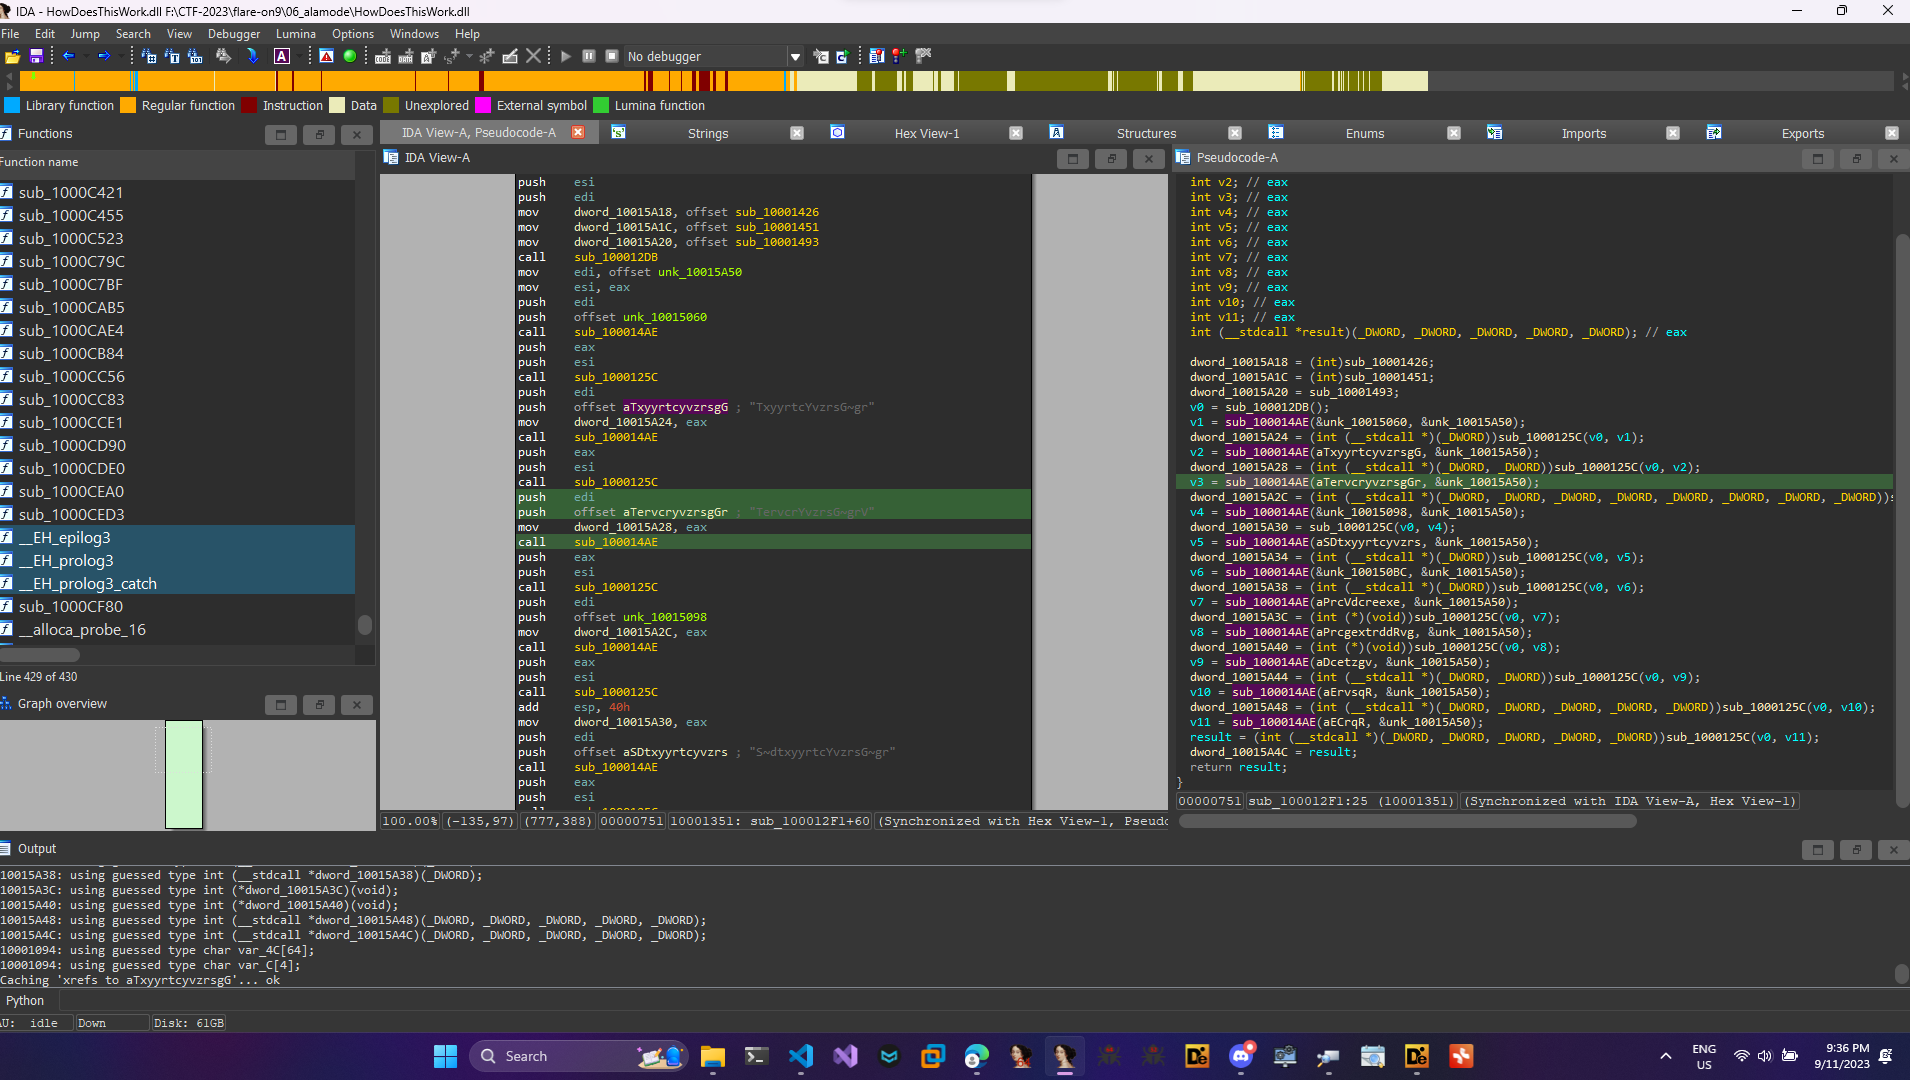 IDA - HowDoesThisWork.dll F:\CTF-2023\flare-on9\06_alamode\HowDoesThisWork.dll
File Edit Jump Search View Debugger Lumina Options Windows Help
No debugger
Library function Regular function Instruction Data Unexplored External symbol Lumina function
Functions
Function name
sub_1000C421
sub_1000C455
sub_1000C523
sub_1000C79C
sub_1000C7BF
sub_1000CAB5
sub_1000CAE4
sub_1000CB84
sub_1000CC56
sub_1000CC83
sub_1000CCE1
sub_1000CD90
sub_1000CDE0
sub_1000CEA0
sub_1000CED3
__EH_epilog3
__EH_prolog3
__EH_prolog3_catch
sub_1000CF80
__alloca_probe_16
Line 429 of 430
Graph overview
IDA View-A, Pseudocode-A Strings Hex View-1 Structures Enums Imports Exports
IDA View-A
push esi
push edi
mov dword_10015A18, offset sub_10001426
mov dword_10015A1C, offset sub_10001451
mov dword_10015A20, offset sub_10001493
call sub_100012DB
mov edi, offset unk_10015A50
mov esi, eax
push edi
push offset unk_10015060
call sub_100014AE
push eax
push esi
call sub_1000125C
push edi
push offset aTxyyrtcyvzrsgG ; "TxyyrtcYvzrsG~gr"
mov dword_10015A24, eax
call sub_100014AE
push eax
push esi
call sub_1000125C
push edi
push offset aTervcryvzrsgGr ; "TervcrYvzrsG~grV"
mov dword_10015A28, eax
call sub_100014AE
push eax
push esi
call sub_1000125C
push edi
push offset unk_10015098
mov dword_10015A2C, eax
call sub_100014AE
push eax
push esi
call sub_1000125C
add esp, 40h
mov dword_10015A30, eax
push edi
push offset aSDtxyyrtcyvzrs ; "S~dtxyyrtcYvzrsG~gr"
call sub_100014AE
push eax
push esi
100.00% (-135,97) (777,388) 00000751 10001351: sub_100012F1+60 (Synchronized with Hex View-1, Pseudo
Pseudocode-A
int v2; // eax
int v3; // eax
int v4; // eax
int v5; // eax
int v6; // eax
int v7; // eax
int v8; // eax
int v9; // eax
int v10; // eax
int v11; // eax
int (__stdcall *result)(_DWORD, _DWORD, _DWORD, _DWORD, _DWORD); // eax
dword_10015A18 = (int)sub_10001426;
dword_10015A1C = (int)sub_10001451;
dword_10015A20 = sub_10001493;
v0 = sub_100012DB();
v1 = sub_100014AE(&unk_10015060, &unk_10015A50);
dword_10015A24 = (int (__stdcall *)(_DWORD))sub_1000125C(v0, v1);
v2 = sub_100014AE(aTxyyrtcyvzrsgG, &unk_10015A50);
dword_10015A28 = (int (__stdcall *)(_DWORD, _DWORD))sub_1000125C(v0, v2);
v3 = sub_100014AE(aTervcryvzrsgGr, &unk_10015A50);
dword_10015A2C = (int (__stdcall *)(_DWORD, _DWORD, _DWORD, _DWORD, _DWORD, _DWORD, _DWORD, _DWORD))s
v4 = sub_100014AE(&unk_10015098, &unk_10015A50);
dword_10015A30 = sub_1000125C(v0, v4);
v5 = sub_100014AE(aSDtxyyrtcyvzrs, &unk_10015A50);
dword_10015A34 = (int (__stdcall *)(_DWORD))sub_1000125C(v0, v5);
v6 = sub_100014AE(&unk_100150BC, &unk_10015A50);
dword_10015A38 = (int (__stdcall *)(_DWORD))sub_1000125C(v0, v6);
v7 = sub_100014AE(aPrcVdcreexe, &unk_10015A50);
dword_10015A3C = (int (*)(void))sub_1000125C(v0, v7);
v8 = sub_100014AE(aPrcgextrddRvg, &unk_10015A50);
dword_10015A40 = (int (*)(void))sub_1000125C(v0, v8);
v9 = sub_100014AE(aDcetzgv, &unk_10015A50);
dword_10015A44 = (int (__stdcall *)(_DWORD, _DWORD))sub_1000125C(v0, v9);
v10 = sub_100014AE(aErvsqR, &unk_10015A50);
dword_10015A48 = (int (__stdcall *)(_DWORD, _DWORD, _DWORD, _DWORD, _DWORD))sub_1000125C(v0, v10);
v11 = sub_100014AE(aECrqR, &unk_10015A50);
result = (int (__stdcall *)(_DWORD, _DWORD, _DWORD, _DWORD, _DWORD))sub_1000125C(v0, v11);
dword_10015A4C = result;
return result;
}
00000751 sub_100012F1:25 (10001351) (Synchronized with IDA View-A, Hex View-1)
Output
10015A38: using guessed type int (__stdcall *dword_10015A38)(_DWORD);
10015A3C: using guessed type int (*dword_10015A3C)(void);
10015A40: using guessed type int (*dword_10015A40)(void);
10015A48: using guessed type int (__stdcall *dword_10015A48)(_DWORD, _DWORD, _DWORD, _DWORD, _DWORD);
10015A4C: using guessed type int (__stdcall *dword_10015A4C)(_DWORD, _DWORD, _DWORD, _DWORD, _DWORD);
10001094: using guessed type char var_4C[64];
10001094: using guessed type char var_C[4];
Caching 'xrefs to aTxyyrtcyvzrsgG'... ok
Python
AU: idle Down Disk: 61GB
Search
ENG
US
9:36 PM
9/11/2023